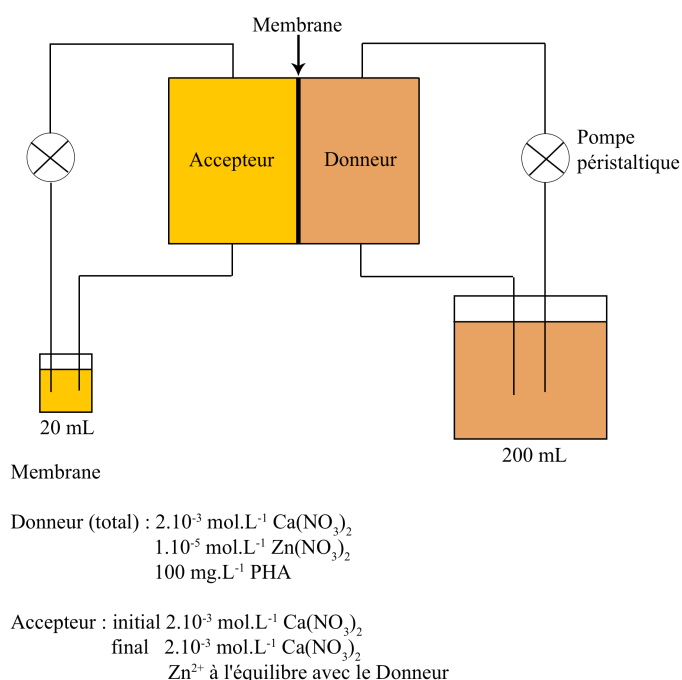 Membrane
Accepteur
Donneur
Pompe
péristaltique
20 mL
200 mL
Membrane
Donneur (total) : 2.10⁻³ mol.L⁻¹ Ca(NO₃)₂
1.10⁻⁵ mol.L⁻¹ Zn(NO₃)₂
100 mg.L⁻¹ PHA
Accepteur : initial 2.10⁻³ mol.L⁻¹ Ca(NO₃)₂
final 2.10⁻³ mol.L⁻¹ Ca(NO₃)₂
Zn²⁺ à l'équilibre avec le Donneur